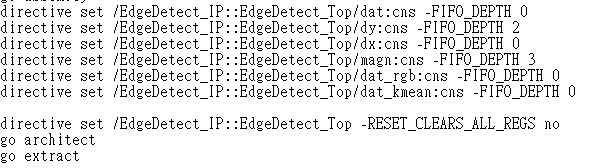 directive set /EdgeDetect_IP::EdgeDetect_Top/dat:cns -FIFO_DEPTH 0
directive set /EdgeDetect_IP::EdgeDetect_Top/dy:cns -FIFO_DEPTH 2
directive set /EdgeDetect_IP::EdgeDetect_Top/dx:cns -FIFO_DEPTH 0
directive set /EdgeDetect_IP::EdgeDetect_Top/magn:cns -FIFO_DEPTH 3
directive set /EdgeDetect_IP::EdgeDetect_Top/dat_rgb:cns -FIFO_DEPTH 0
directive set /EdgeDetect_IP::EdgeDetect_Top/dat_kmean:cns -FIFO_DEPTH 0
directive set /EdgeDetect_IP::EdgeDetect_Top -RESET_CLEARS_ALL_REGS no
go architect
go extract